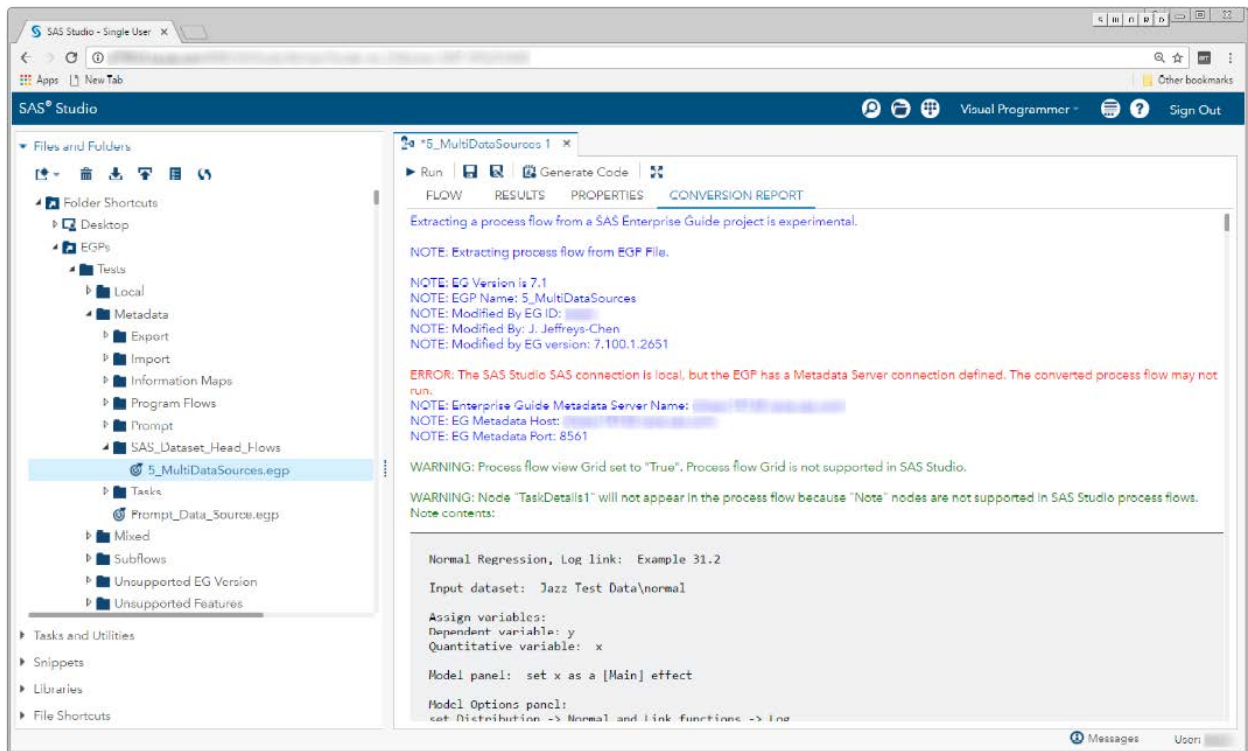 SAS Studio - Single User
Apps New Tab Other bookmarks
SAS® Studio Visual Programmer Sign Out
Files and Folders
Folder Shortcuts
Desktop
EGPs
Tests
Local
Metadata
Export
Import
Information Maps
Program Flows
Prompt
SAS_Dataset_Head_Flows
5_MultiDataSources.egp
Tasks
Prompt_Data_Source.egp
Mixed
Subflows
Unsupported EG Version
Unsupported Features
Tasks and Utilities
Snippets
Libraries
File Shortcuts
*5_MultiDataSources 1
Run Generate Code
FLOW RESULTS PROPERTIES CONVERSION REPORT
Extracting a process flow from a SAS Enterprise Guide project is experimental.
NOTE: Extracting process flow from EGP File.
NOTE: EG Version is 7.1
NOTE: EGP Name: 5_MultiDataSources
NOTE: Modified By EG ID:
NOTE: Modified By: J. Jeffreys-Chen
NOTE: Modified by EG version: 7.100.1.2651
ERROR: The SAS Studio SAS connection is local, but the EGP has a Metadata Server connection defined. The converted process flow may not
run.
NOTE: Enterprise Guide Metadata Server Name:
NOTE: EG Metadata Host:
NOTE: EG Metadata Port: 8561
WARNING: Process flow view Grid set to "True". Process flow Grid is not supported in SAS Studio.
WARNING: Node "TaskDetails1" will not appear in the process flow because "Note" nodes are not supported in SAS Studio process flows.
Note contents:
Normal Regression, Log link: Example 31.2
Input dataset: Jazz Test Data\normal
Assign variables:
Dependent variable: y
Quantitative variable: x
Model panel: set x as a [Main] effect
Model Options panel:
set Distribution -> Normal and Link functions -> Log
Messages User: